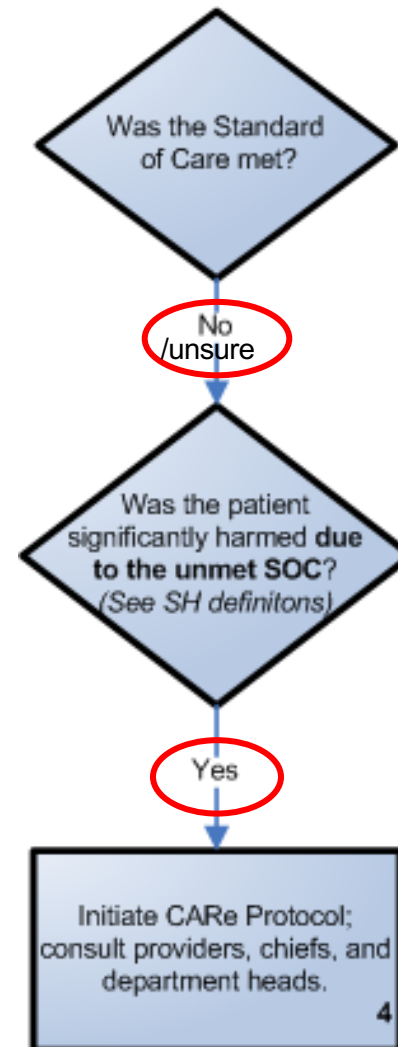 Was the Standard
of Care met?
No
/unsure
Was the patient
significantly harmed due
to the unmet SOC?
(See SH definitons)
Yes
Initiate CARe Protocol;
consult providers, chiefs, and
department heads.
4